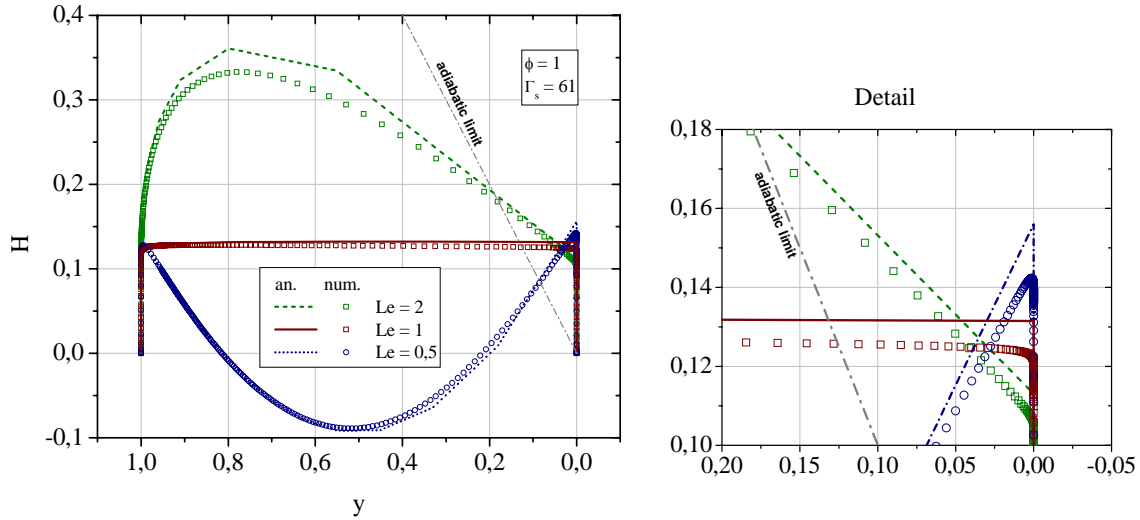 0,4
0,3
0,2
0,1
0,0
-0,1
H
1,0 0,8 0,6 0,4 0,2 0,0
y
adiabatic limit
ϕ = 1
Γs = 61
an. num.
Le = 2
Le = 1
Le = 0,5
Detail
0,18
0,16
0,14
0,12
0,10
0,20 0,15 0,10 0,05 0,00 -0,05
adiabatic limit